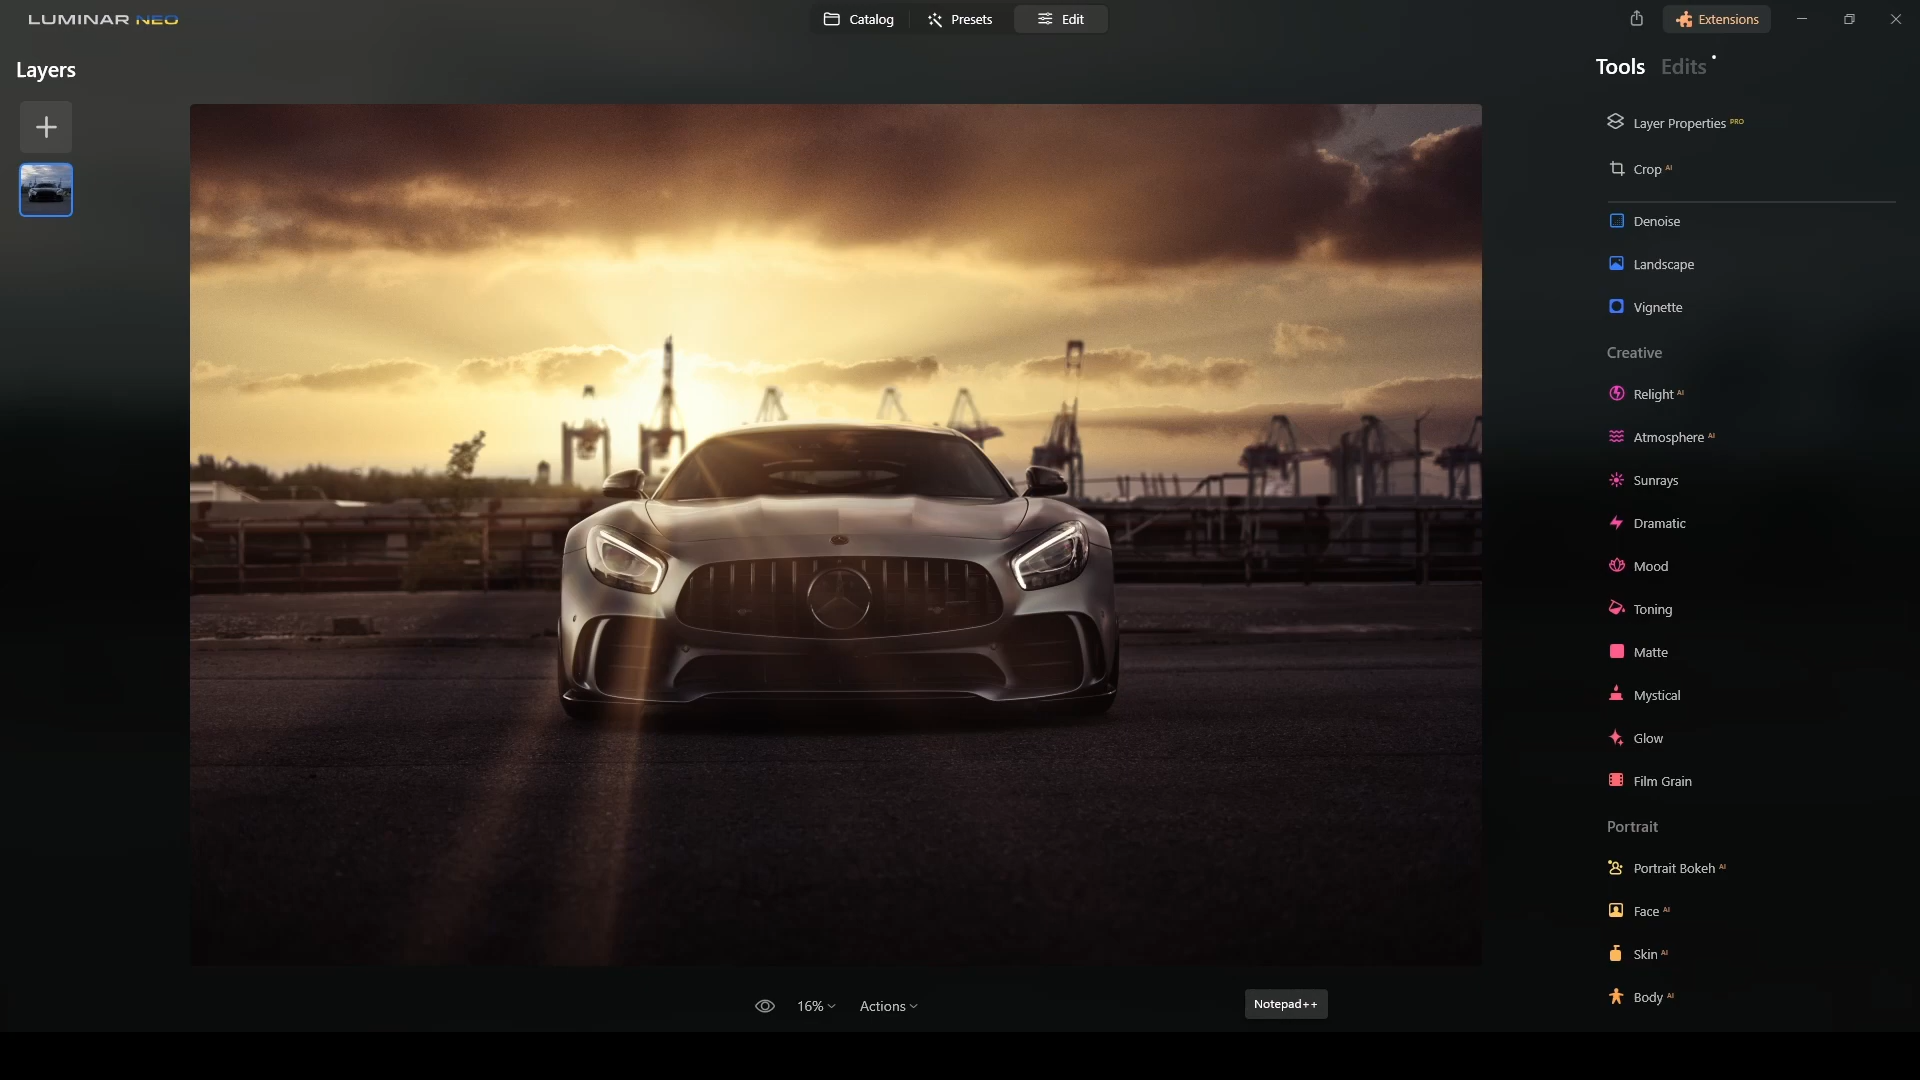 LUMINAR NEO
Catalog
Presets
Edit
Extensions
Layers
Tools
Edits
Layer Properties PRO
Crop AI
Denoise
Landscape
Vignette
Creative
Relight AI
Atmosphere AI
Sunrays
Dramatic
Mood
Toning
Matte
Mystical
Glow
Film Grain
Portrait
Portrait Bokeh AI
Face AI
Skin AI
Body AI
16%
Actions
Notepad++